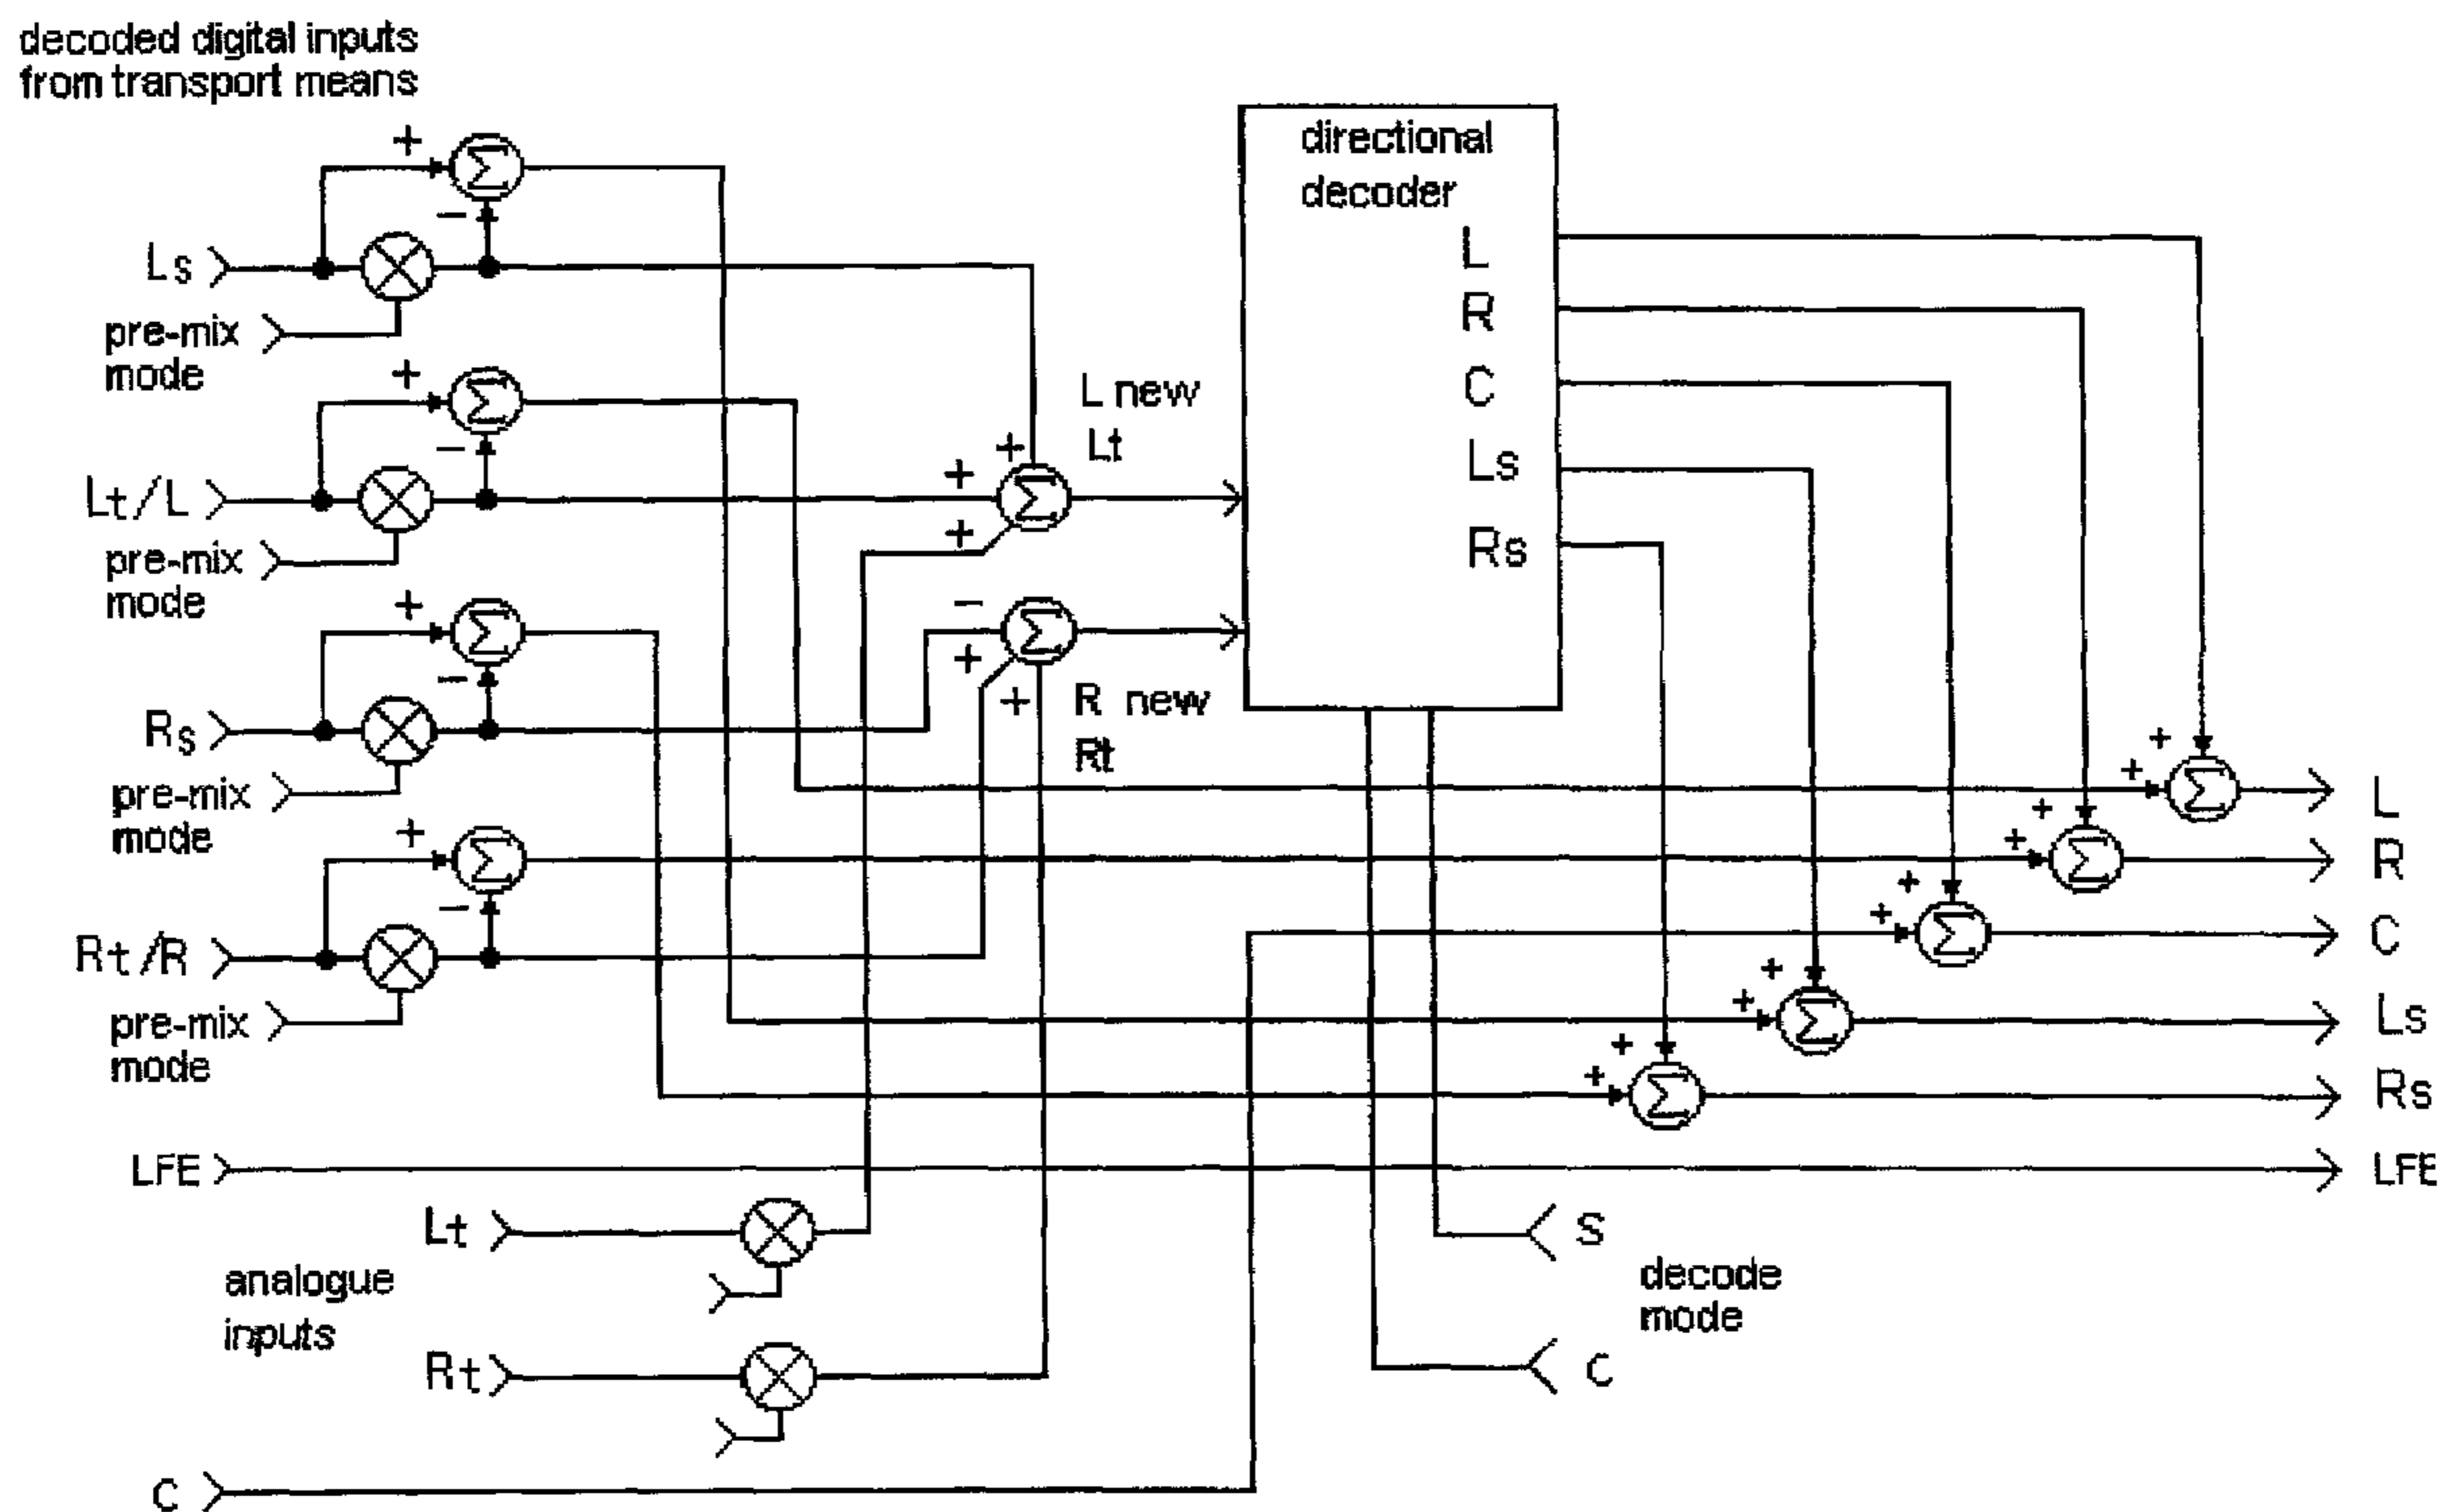 decoded digital inputs
from transport means
+
−
Ls
pre-mix
mode
+
−
Lt/L
pre-mix
mode
+
−
Rs
pre-mix
mode
+
−
Rt/R
pre-mix
mode
LFE
Lt
analogue
inputs
Rt
C
L new
Lt
+
+
+
−
+
+
R new
Rt
directional
decoder
L
R
C
Ls
Rs
S
decode
mode
C
+
+
L
+
+
R
+
+
C
+
+
Ls
+
+
Rs
LFE